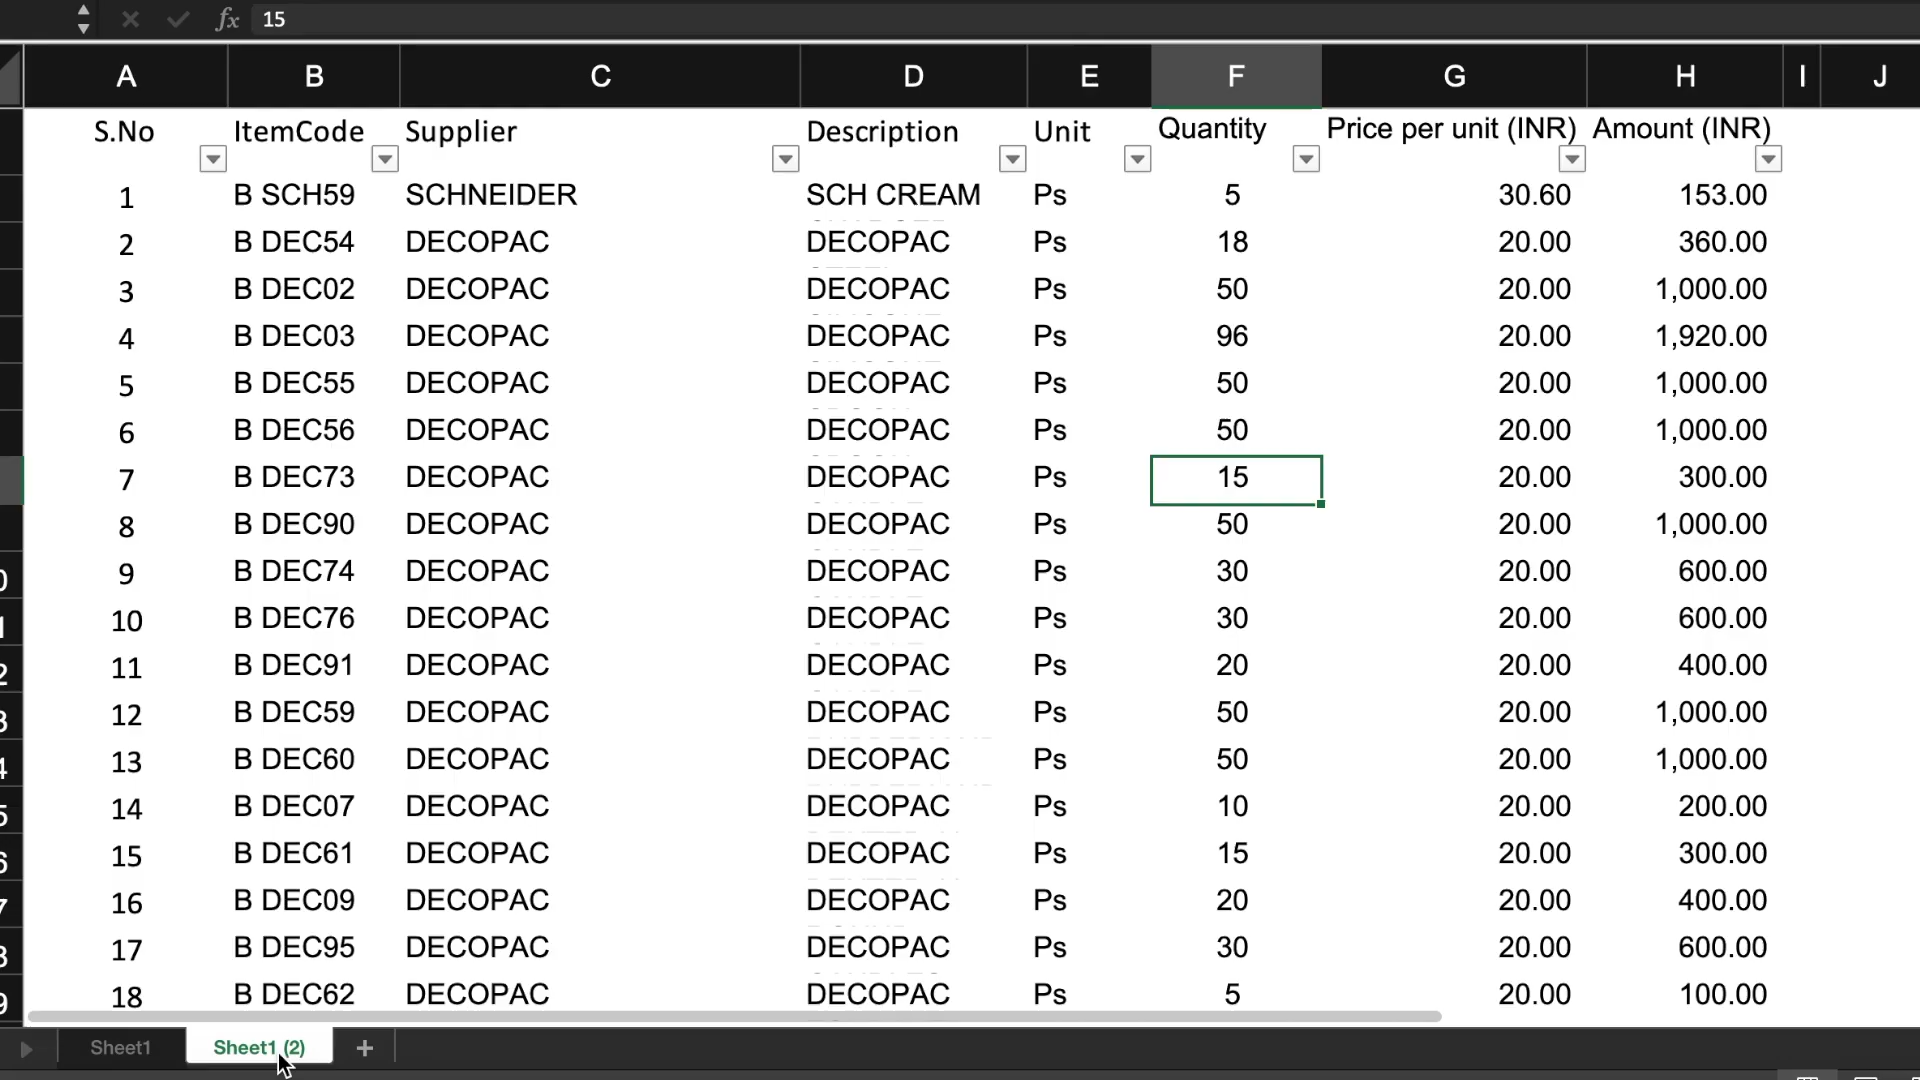 fx 15
A B C D E F G H I J
S.No ItemCode Supplier Description Unit Quantity Price per unit (INR) Amount (INR)
1 B SCH59 SCHNEIDER SCH CREAM Ps 5 30.60 153.00
2 B DEC54 DECOPAC DECOPAC Ps 18 20.00 360.00
3 B DEC02 DECOPAC DECOPAC Ps 50 20.00 1,000.00
4 B DEC03 DECOPAC DECOPAC Ps 96 20.00 1,920.00
5 B DEC55 DECOPAC DECOPAC Ps 50 20.00 1,000.00
6 B DEC56 DECOPAC DECOPAC Ps 50 20.00 1,000.00
7 B DEC73 DECOPAC DECOPAC Ps 15 20.00 300.00
8 B DEC90 DECOPAC DECOPAC Ps 50 20.00 1,000.00
9 B DEC74 DECOPAC DECOPAC Ps 30 20.00 600.00
10 B DEC76 DECOPAC DECOPAC Ps 30 20.00 600.00
11 B DEC91 DECOPAC DECOPAC Ps 20 20.00 400.00
12 B DEC59 DECOPAC DECOPAC Ps 50 20.00 1,000.00
13 B DEC60 DECOPAC DECOPAC Ps 50 20.00 1,000.00
14 B DEC07 DECOPAC DECOPAC Ps 10 20.00 200.00
15 B DEC61 DECOPAC DECOPAC Ps 15 20.00 300.00
16 B DEC09 DECOPAC DECOPAC Ps 20 20.00 400.00
17 B DEC95 DECOPAC DECOPAC Ps 30 20.00 600.00
18 B DEC62 DECOPAC DECOPAC Ps 5 20.00 100.00
Sheet1 Sheet1 (2) +